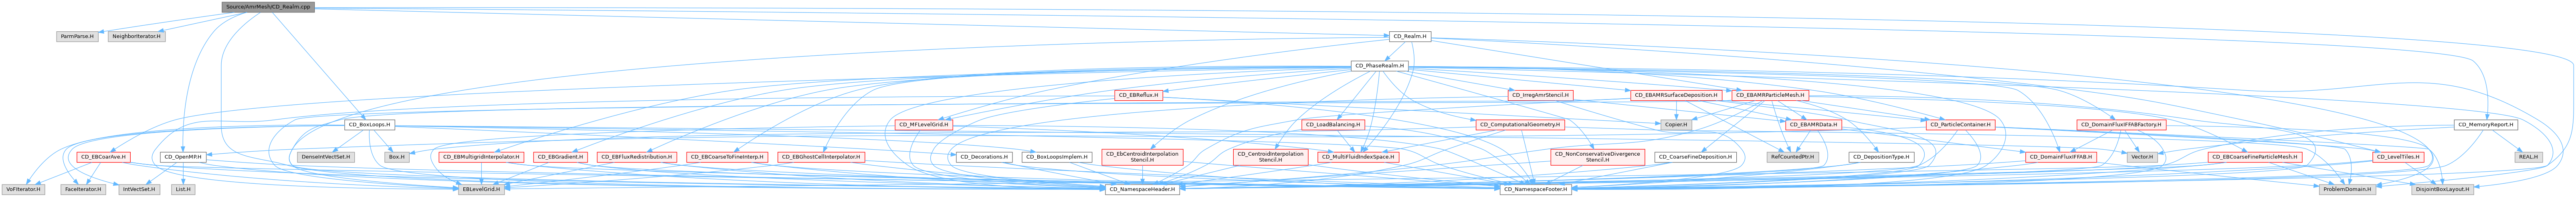 Source/AmrMesh/CD_Realm.cpp
ParmParse.H
NeighborIterator.H
CD_Realm.H
CD_PhaseRealm.H
CD_EBReflux.H
CD_IrregAmrStencil.H
CD_EBAMRSurfaceDeposition.H
CD_EBAMRParticleMesh.H
CD_BoxLoops.H
CD_MFLevelGrid.H
CD_LoadBalancing.H
CD_ComputationalGeometry.H
Copier.H
CD_EBAMRData.H
CD_ParticleContainer.H
CD_DomainFluxIFFABFactory.H
CD_MemoryReport.H
CD_EBCoarAve.H
CD_OpenMP.H
DenseIntVectSet.H
Box.H
CD_EBMultigridInterpolator.H
CD_EBGradient.H
CD_EBFluxRedistribution.H
CD_EBCoarseToFineInterp.H
CD_EBGhostCellInterpolator.H
CD_Decorations.H
CD_BoxLoopsImplem.H
CD_EbCentroidInterpolation
Stencil.H
CD_CentroidInterpolation
Stencil.H
CD_MultiFluidIndexSpace.H
CD_NonConservativeDivergence
Stencil.H
CD_CoarseFineDeposition.H
RefCountedPtr.H
CD_DepositionType.H
CD_DomainFluxIFFAB.H
Vector.H
CD_EBCoarseFineParticleMesh.H
CD_LevelTiles.H
REAL.H
VoFIterator.H
FaceIterator.H
IntVectSet.H
List.H
EBLevelGrid.H
CD_NamespaceHeader.H
CD_NamespaceFooter.H
ProblemDomain.H
DisjointBoxLayout.H